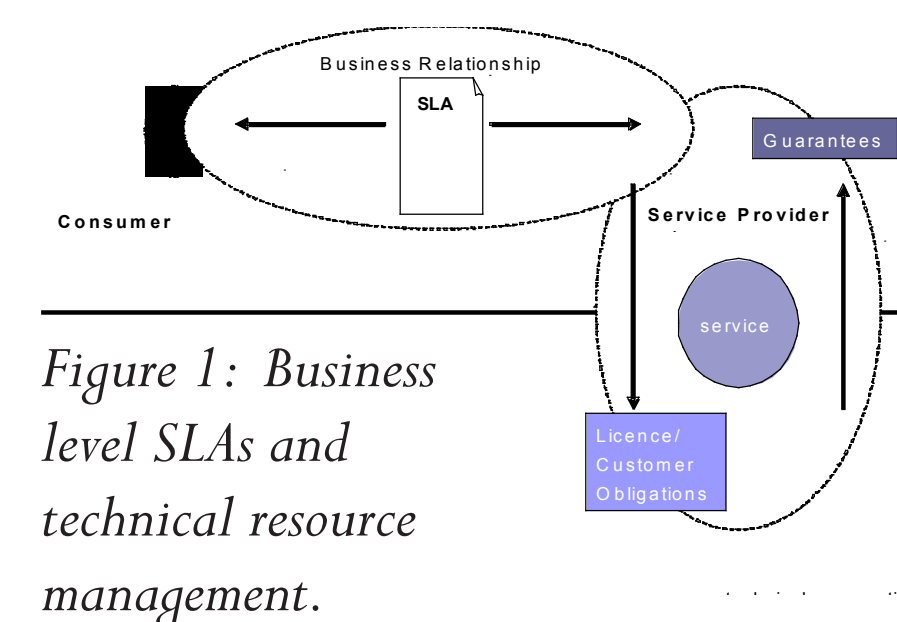 Business Relationship
SLA
Guarantees
Consumer
Service Provider
service
Licence/
Customer
Obligations
Figure 1: Business
level SLAs and
technical resource
management.